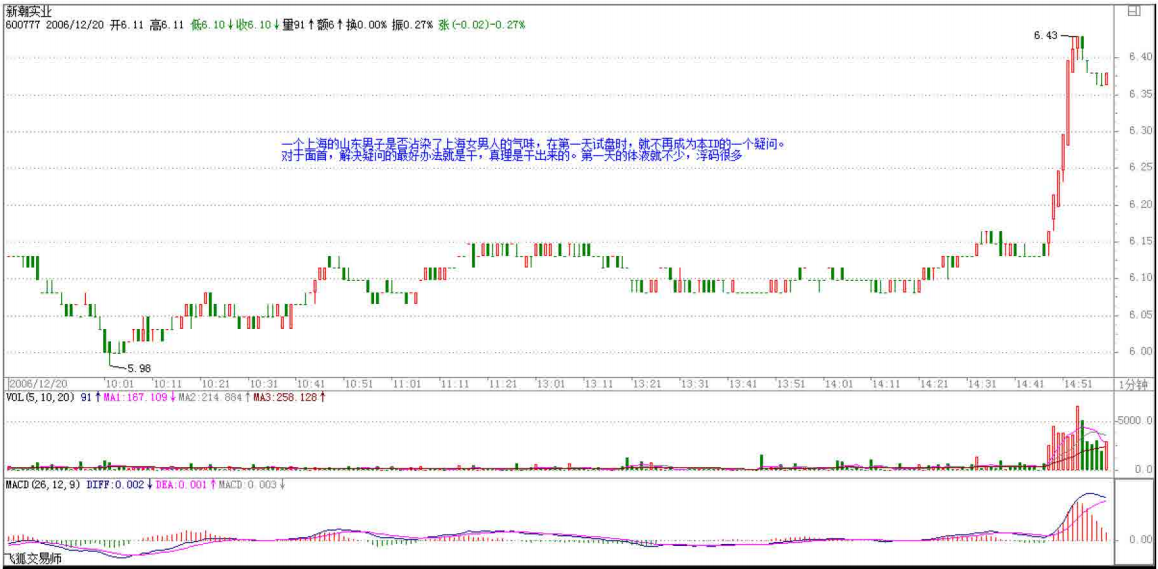 新潮实业
600777 2006/12/20 开6.11 高6.11 低6.10↓收6.10↓量91↑额6↑换0.00% 振0.27% 涨(-0.02)-0.27%
6.43
6.40
6.35
一个上海的山东男子是否沾染了上海女男人的气味，在第一天试盘时，就不再成为本ID的一个疑问。
对于面首，解决疑问的最好办法就是干，真理是干出来的。第一天的体液就不少，浮码很多
6.30
6.25
6.20
6.15
6.10
6.05
6.00
5.98
2006/12/20 10:01 10:11 10:21 10:31 10:41 10:51 11:01 11:11 11:21 13:01 13:11 13:21 13:31 13:41 13:51 14:01 14:11 14:21 14:31 14:41 14:51 1分钟
VOL(5,10,20) 91↑MA1:167.109↓MA2:214.884↑MA3:258.128↑
5000.0
0.0
MACD(26,12,9) DIFF:0.002↓DEA:0.001↑MACD:0.003↓
0.00
飞狐交易师